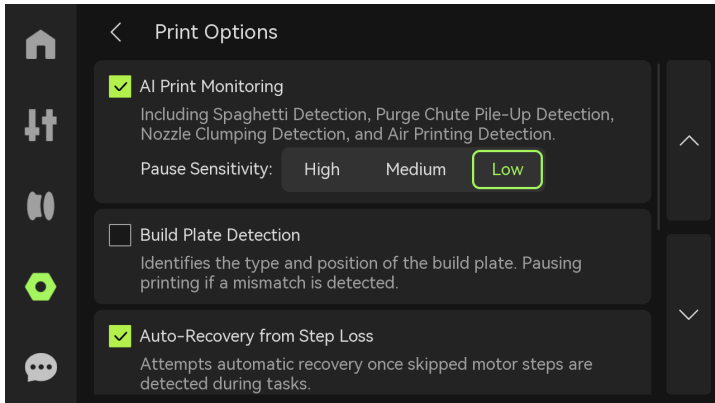 Print Options
AI Print Monitoring
Including Spaghetti Detection, Purge Chute Pile-Up Detection,
Nozzle Clumping Detection, and Air Printing Detection.
Pause Sensitivity: High Medium Low
Build Plate Detection
Identifies the type and position of the build plate. Pausing
printing if a mismatch is detected.
Auto-Recovery from Step Loss
Attempts automatic recovery once skipped motor steps are
detected during tasks.